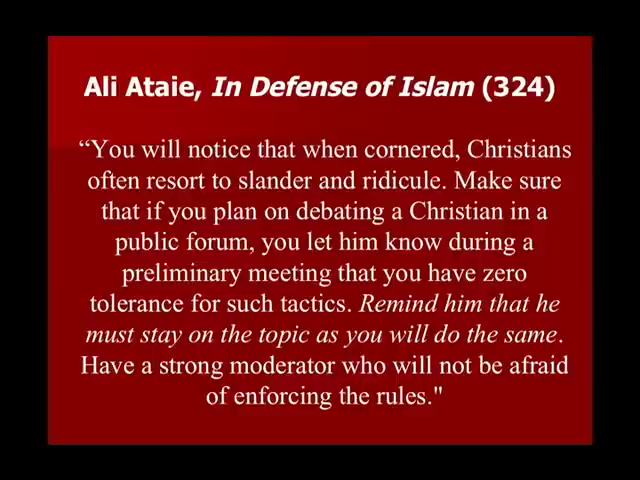 Ali Ataie, In Defense of Islam (324)
“You will notice that when cornered, Christians
often resort to slander and ridicule. Make sure
that if you plan on debating a Christian in a
public forum, you let him know during a
preliminary meeting that you have zero
tolerance for such tactics. Remind him that he
must stay on the topic as you will do the same.
Have a strong moderator who will not be afraid
of enforcing the rules."